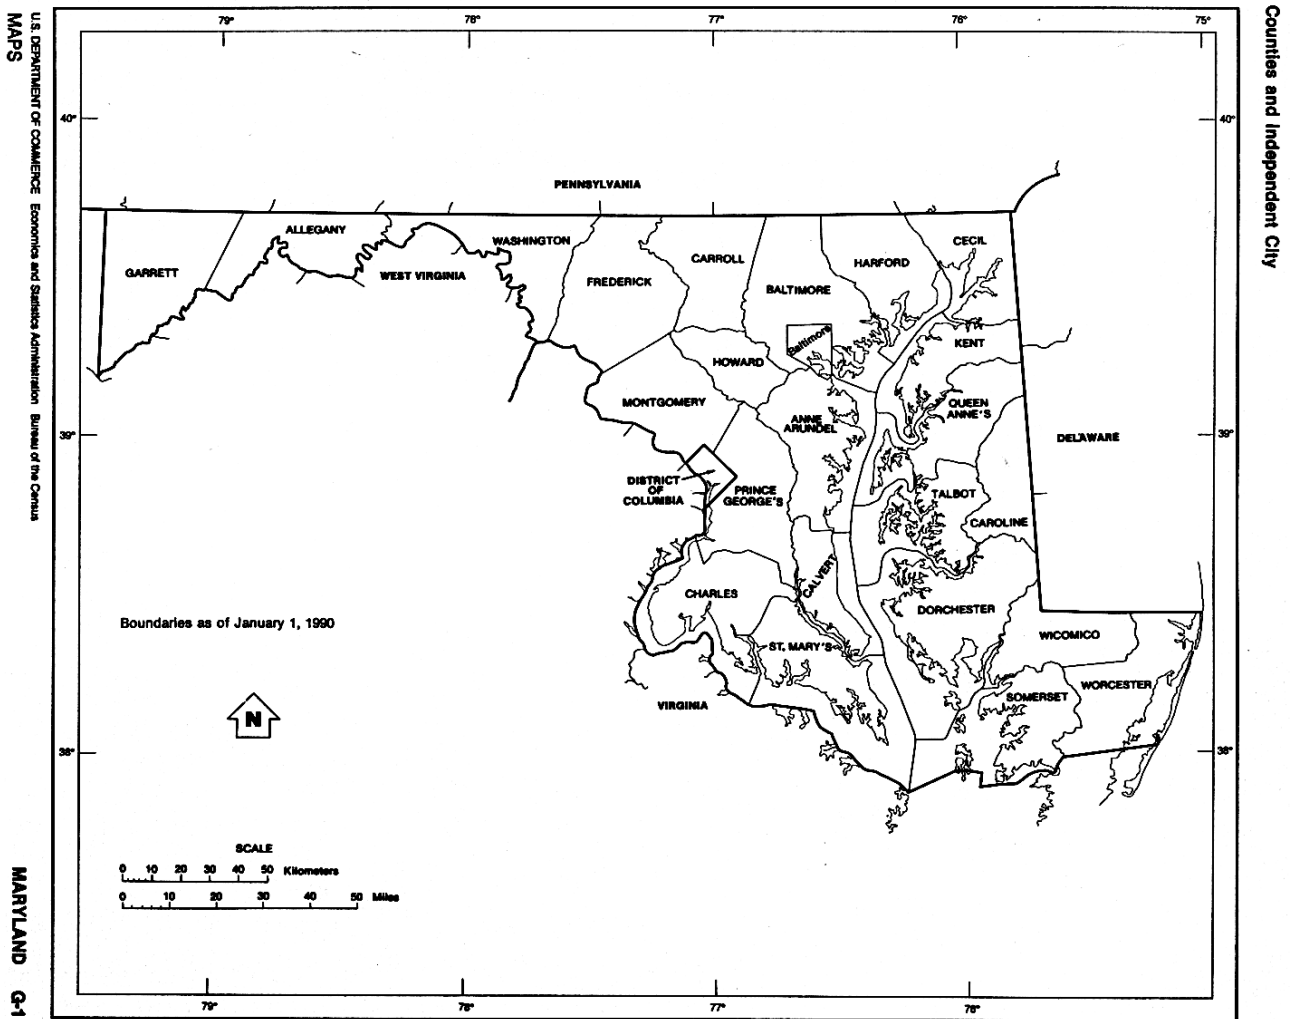 Counties and Independent City
U.S. DEPARTMENT OF COMMERCE Economics and Statistics Administration Bureau of the Census
MAPS
MARYLAND G-1
79°
78°
77°
76°
75°
40°
40°
PENNSYLVANIA
ALLEGANY
WASHINGTON
CECIL
GARRETT
WEST VIRGINIA
FREDERICK
CARROLL
HARFORD
BALTIMORE
Baltimore
KENT
HOWARD
MONTGOMERY
QUEEN
ANNE'S
ANNE
ARUNDEL
39°
39°
DELAWARE
DISTRICT
OF
COLUMBIA
PRINCE
GEORGE'S
TALBOT
CAROLINE
CALVERT
CHARLES
DORCHESTER
Boundaries as of January 1, 1990
WICOMICO
ST. MARY'S
WORCESTER
SOMERSET
VIRGINIA
N
38°
38°
SCALE
0 10 20 30 40 50 Kilometers
0 10 20 30 40 50 Miles
79°
78°
77°
76°